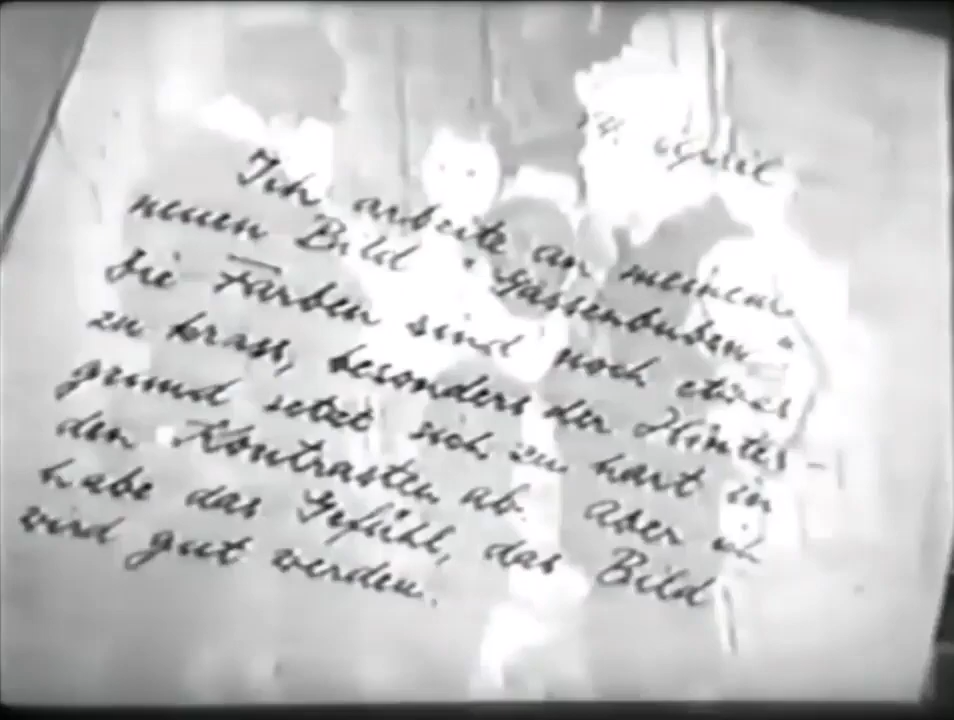 14. April
Ich arbeite an meinem
neuen Bild "Gassenbuben"
Die Farben sind noch etwas
zu krass, besonders der Hinter-
grund setzt sich zu hart in
den Kontrasten ab. Aber ich
habe das Gefühl, das Bild
wird gut werden.